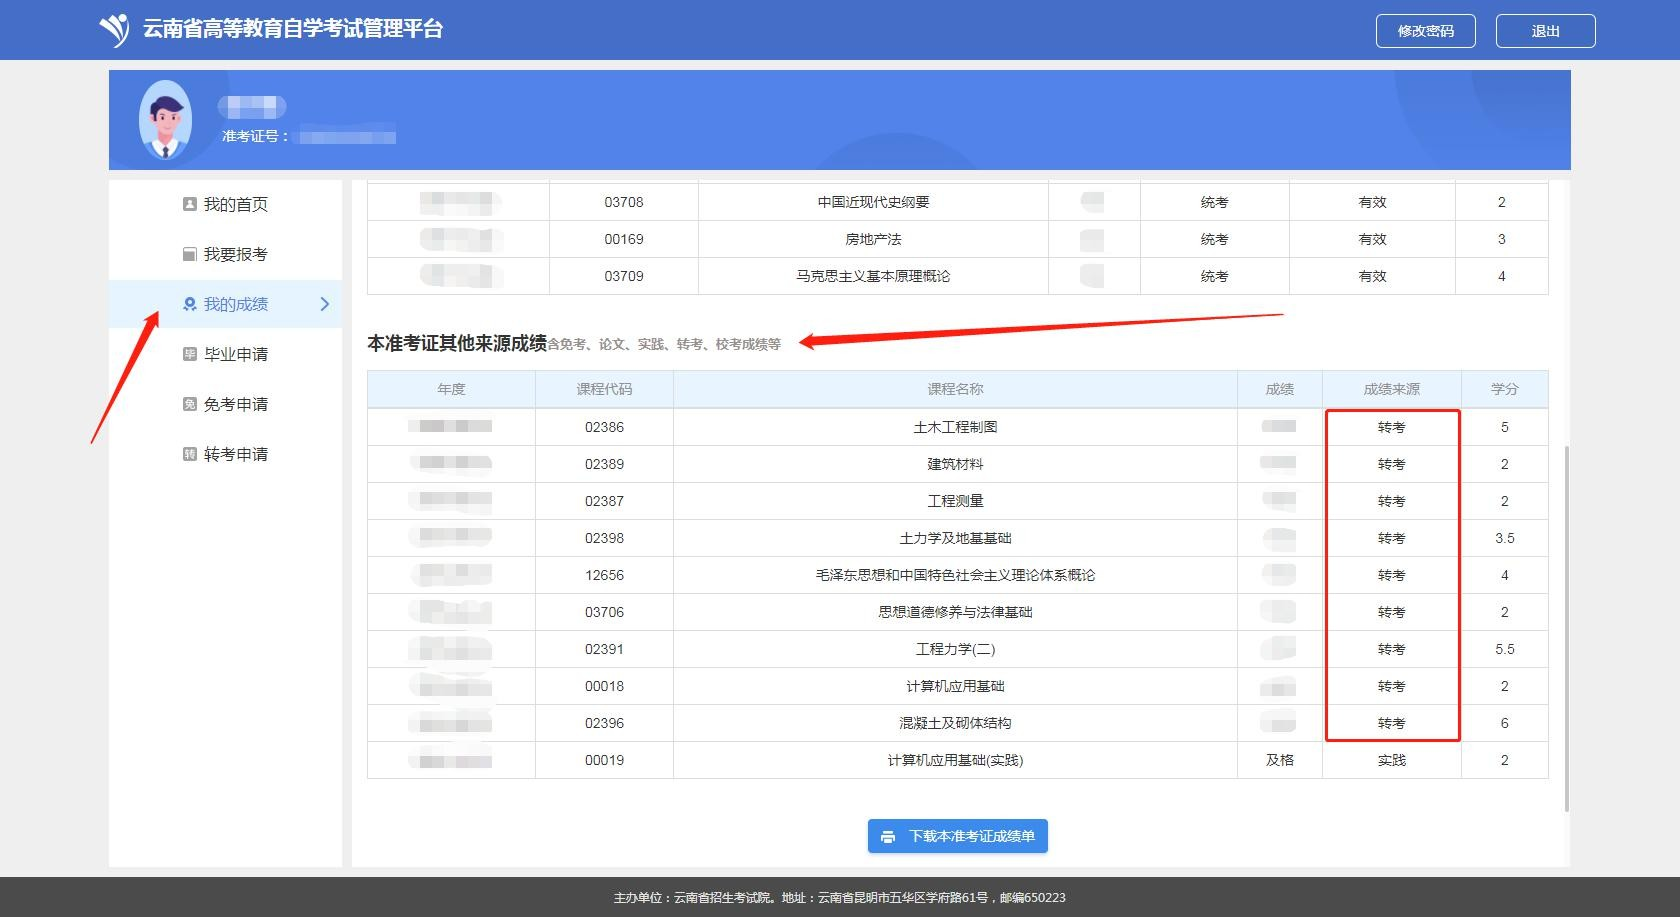 云南省高等教育自学考试管理平台
修改密码 退出
准考证号：
我的首页
我要报考
我的成绩
毕 毕业申请
免 免考申请
转 转考申请
03708 中国近现代史纲要 统考 有效 2
00169 房地产法 统考 有效 3
03709 马克思主义基本原理概论 统考 有效 4
本准考证其他来源成绩含免考、论文、实践、转考、校考成绩等
年度 课程代码 课程名称 成绩 成绩来源 学分
02386 土木工程制图 转考 5
02389 建筑材料 转考 2
02387 工程测量 转考 2
02398 土力学及地基基础 转考 3.5
12656 毛泽东思想和中国特色社会主义理论体系概论 转考 4
03706 思想道德修养与法律基础 转考 2
02391 工程力学(二) 转考 5.5
00018 计算机应用基础 转考 2
02396 混凝土及砌体结构 转考 6
00019 计算机应用基础(实践) 及格 实践 2
下载本准考证成绩单
主办单位：云南省招生考试院。地址：云南省昆明市五华区学府路61号，邮编650223